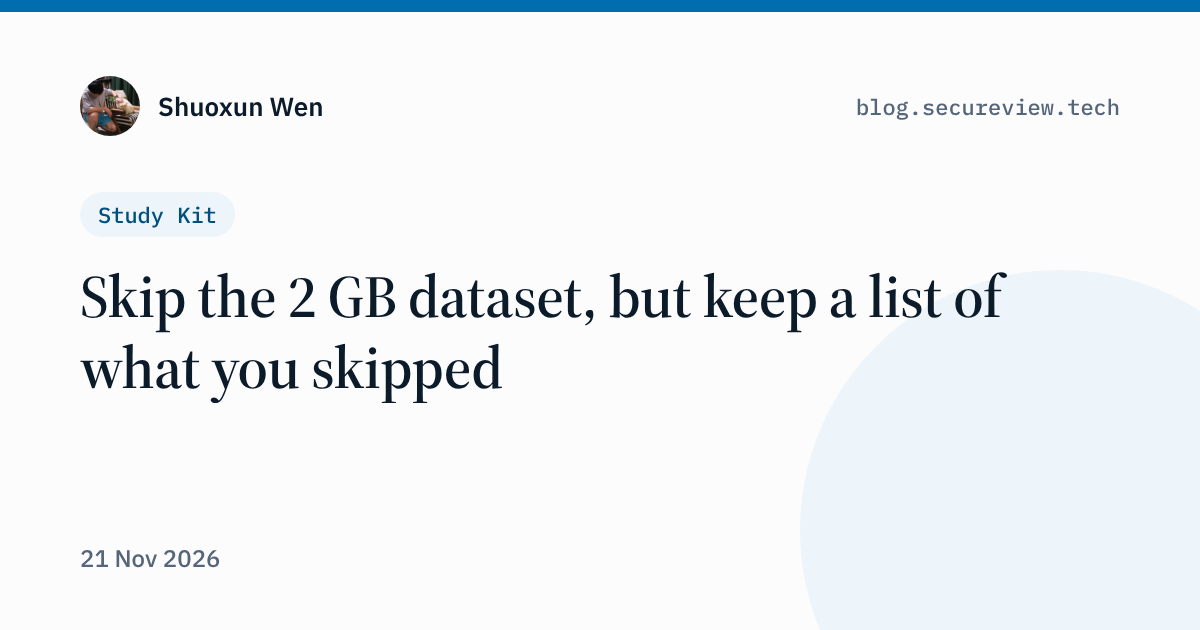 Shuoxun Wen
blog.secureview.tech
Study Kit
Skip the 2 GB dataset, but keep a list of
what you skipped
21 Nov 2026